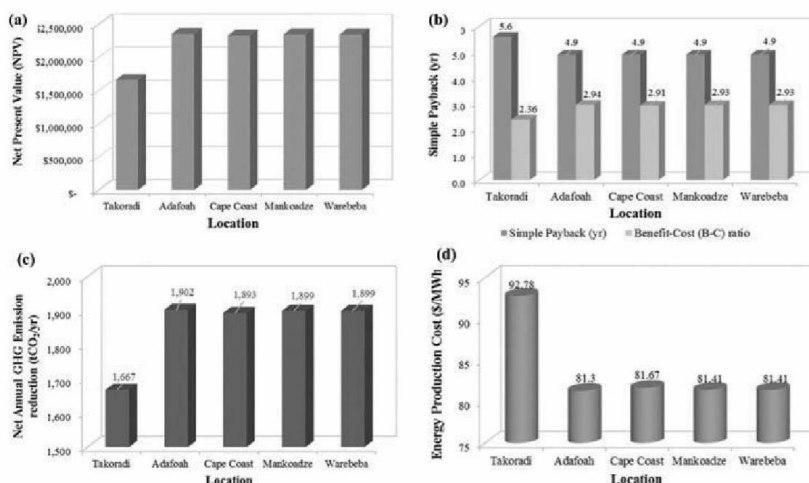 (a)
Net Present Value (NPV)
$2,500,000
$2,000,000
$1,500,000
$1,000,000
$500,000
$-
Takoradi Adafoah Cape Coast Mankoadze Warebeba
Location
(b)
Simple Payback (yr)
5.0
4.0
3.0
2.0
1.0
0.0
5.6 2.36
4.9 2.94
4.9 2.91
4.9 2.93
4.9 2.93
Takoradi Adafoah Cape Coast Mankoadze Warebeba
Location
Simple Payback (yr) Benefit-Cost (B-C) ratio
(c)
Net Annual GHG Emission
reduction (tCO2/yr)
2,000
1,900
1,800
1,700
1,600
1,500
1,667 1,902 1,893 1,899 1,899
Takoradi Adafoah Cape Coast Mankoadze Warebeba
Location
(d)
Energy Production Cost ($/MWh
95
90
85
80
75
92.78 81.3 81.67 81.41 81.41
Takoradi Adafoah Cape Coast Mankoadze Warebeba
Location